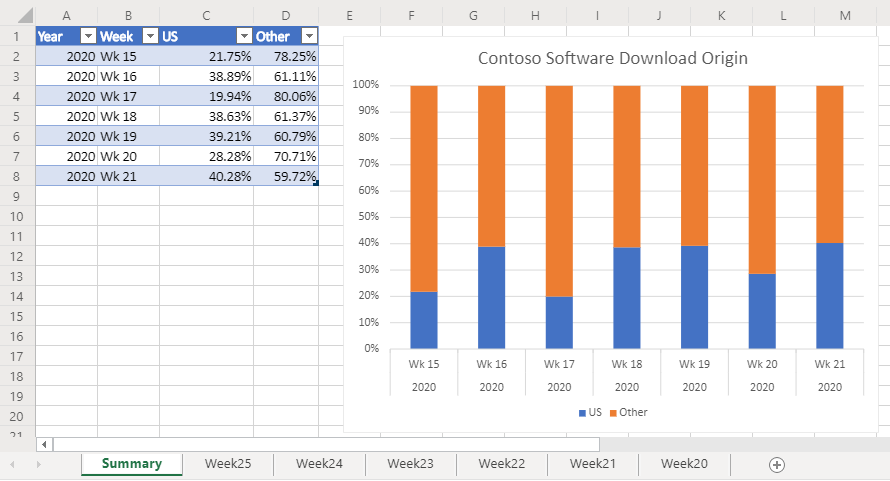 A B C D E F G H I J K L M
1 Year Week US Other
2 2020 Wk 15 21.75% 78.25%
3 2020 Wk 16 38.89% 61.11%
4 2020 Wk 17 19.94% 80.06%
5 2020 Wk 18 38.63% 61.37%
6 2020 Wk 19 39.21% 60.79%
7 2020 Wk 20 28.28% 70.71%
8 2020 Wk 21 40.28% 59.72%
9
10
11
12
13
14
15
16
17
18
19
20
21
Contoso Software Download Origin
100%
90%
80%
70%
60%
50%
40%
30%
20%
10%
0%
Wk 15 Wk 16 Wk 17 Wk 18 Wk 19 Wk 20 Wk 21
2020 2020 2020 2020 2020 2020 2020
US Other
Summary Week25 Week24 Week23 Week22 Week21 Week20